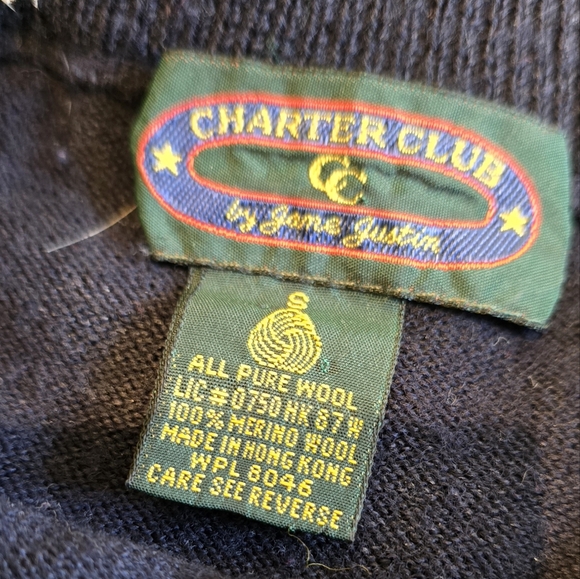 CHARTER CLUB
CC
by Jane Justin
S
ALL PURE WOOL
LIC # 0750 HK 87 W
100% MERINO WOOL
MADE IN HONG KONG
WPL 8046
CARE SEE REVERSE